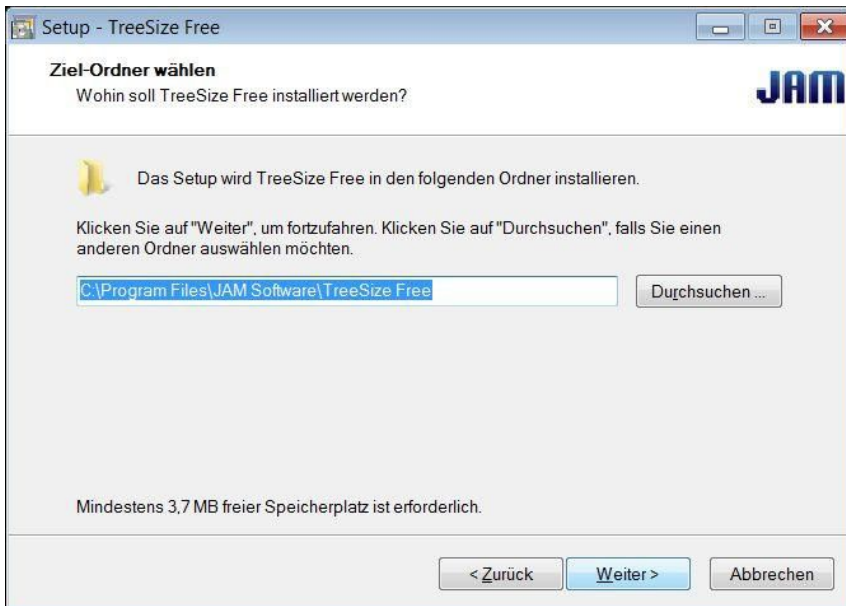 Setup - TreeSize Free
Ziel-Ordner wählen
Wohin soll TreeSize Free installiert werden?
JAM
Das Setup wird TreeSize Free in den folgenden Ordner installieren.
Klicken Sie auf "Weiter", um fortzufahren. Klicken Sie auf "Durchsuchen", falls Sie einen
anderen Ordner auswählen möchten.
C:\Program Files\JAM Software\TreeSize Free
Durchsuchen ...
Mindestens 3,7 MB freier Speicherplatz ist erforderlich.
< Zurück
Weiter >
Abbrechen